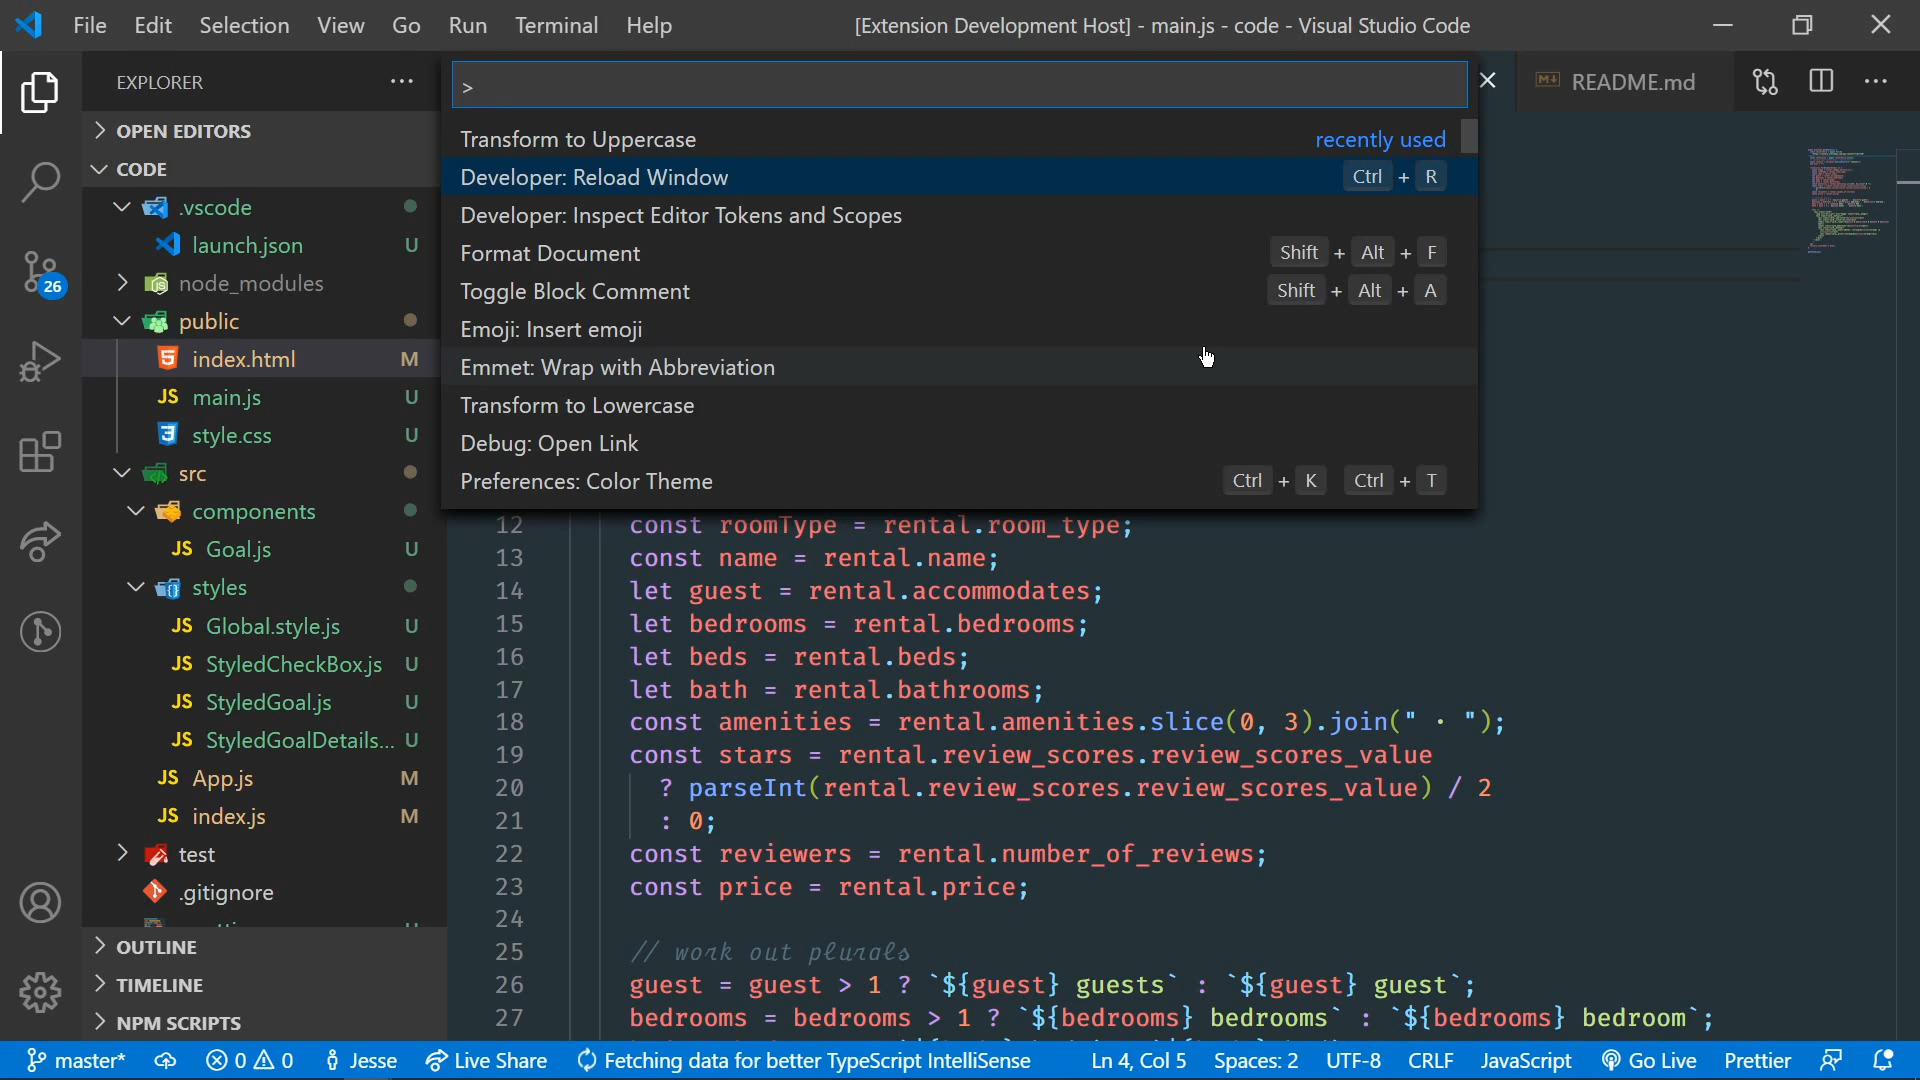 File Edit Selection View Go Run Terminal Help [Extension Development Host] - main.js - code - Visual Studio Code
EXPLORER
OPEN EDITORS
CODE
.vscode
launch.json U
node_modules
public
index.html M
JS main.js U
style.css U
src
components
JS Goal.js U
styles
JS Global.style.js U
JS StyledCheckBox.js U
JS StyledGoal.js U
JS StyledGoalDetails... U
JS App.js M
JS index.js M
test
.gitignore
OUTLINE
TIMELINE
NPM SCRIPTS
26
README.md
>
Transform to Uppercase recently used
Developer: Reload Window Ctrl + R
Developer: Inspect Editor Tokens and Scopes
Format Document Shift + Alt + F
Toggle Block Comment Shift + Alt + A
Emoji: Insert emoji
Emmet: Wrap with Abbreviation
Transform to Lowercase
Debug: Open Link
Preferences: Color Theme Ctrl + K Ctrl + T
12 const roomType = rental.room_type;
13 const name = rental.name;
14 let guest = rental.accommodates;
15 let bedrooms = rental.bedrooms;
16 let beds = rental.beds;
17 let bath = rental.bathrooms;
18 const amenities = rental.amenities.slice(0, 3).join(" · ");
19 const stars = rental.review_scores.review_scores_value
20 ? parseInt(rental.review_scores.review_scores_value) / 2
21 : 0;
22 const reviewers = rental.number_of_reviews;
23 const price = rental.price;
24
25 // work out plurals
26 guest = guest > 1 ? `${guest} guests` : `${guest} guest`;
27 bedrooms = bedrooms > 1 ? `${bedrooms} bedrooms` : `${bedrooms} bedroom`;
master* 0 0 Jesse Live Share Fetching data for better TypeScript IntelliSense Ln 4, Col 5 Spaces: 2 UTF-8 CRLF JavaScript Go Live Prettier